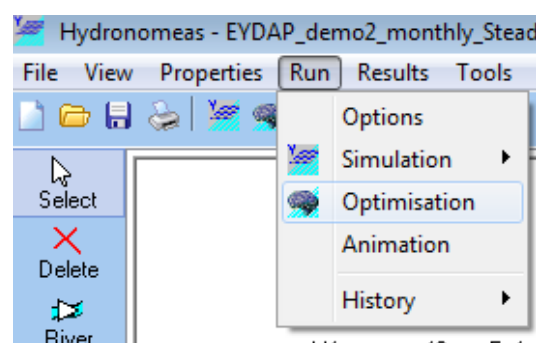 Hydronomeas - EYDAP_demo2_monthly_Stead
File View Properties Run Results Tools
Options
Simulation
Select
Optimisation
Animation
Delete
History
River